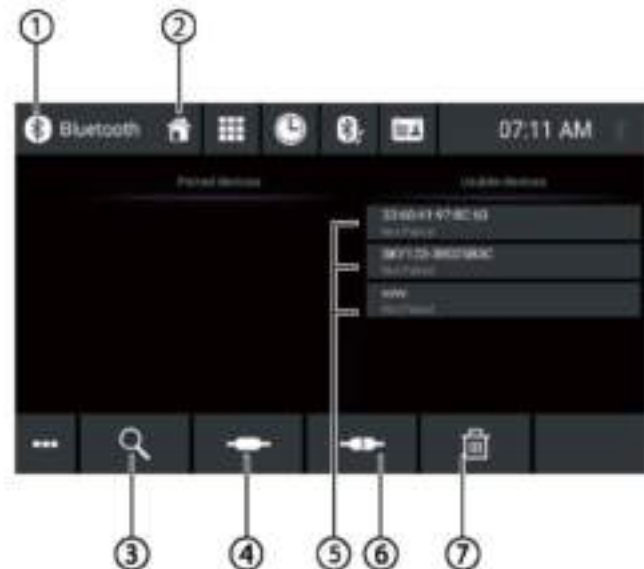 ① ②
Bluetooth 07:11 AM
Paired devices Usable devices
Not Paired
Not Paired
Not Paired
③ ④ ⑤ ⑥ ⑦